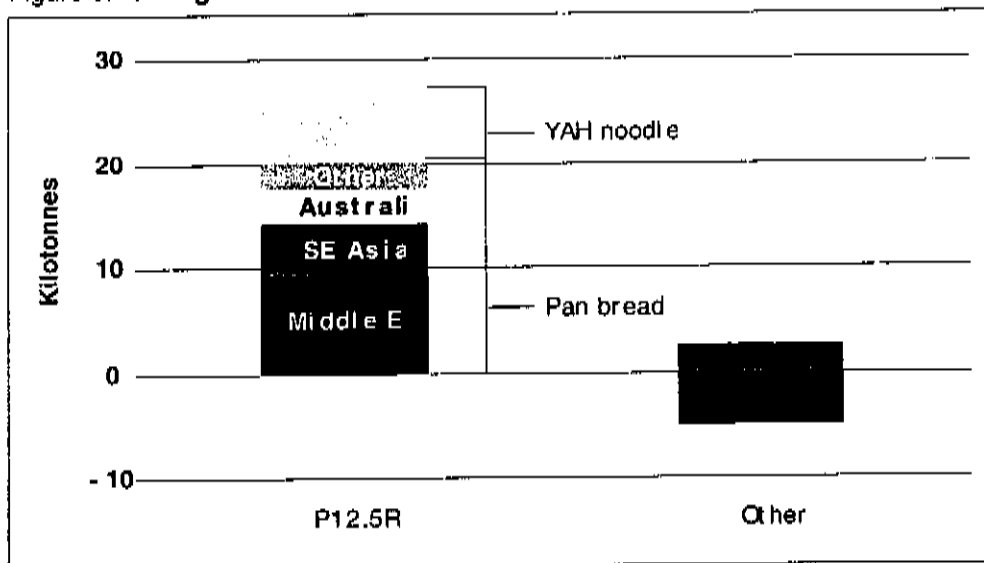 30
YAH noodle
20
Other
Australi
SE Asia
10
Middle E
Pan bread
0
- 10
Kilotonnes
P12.5R
Other